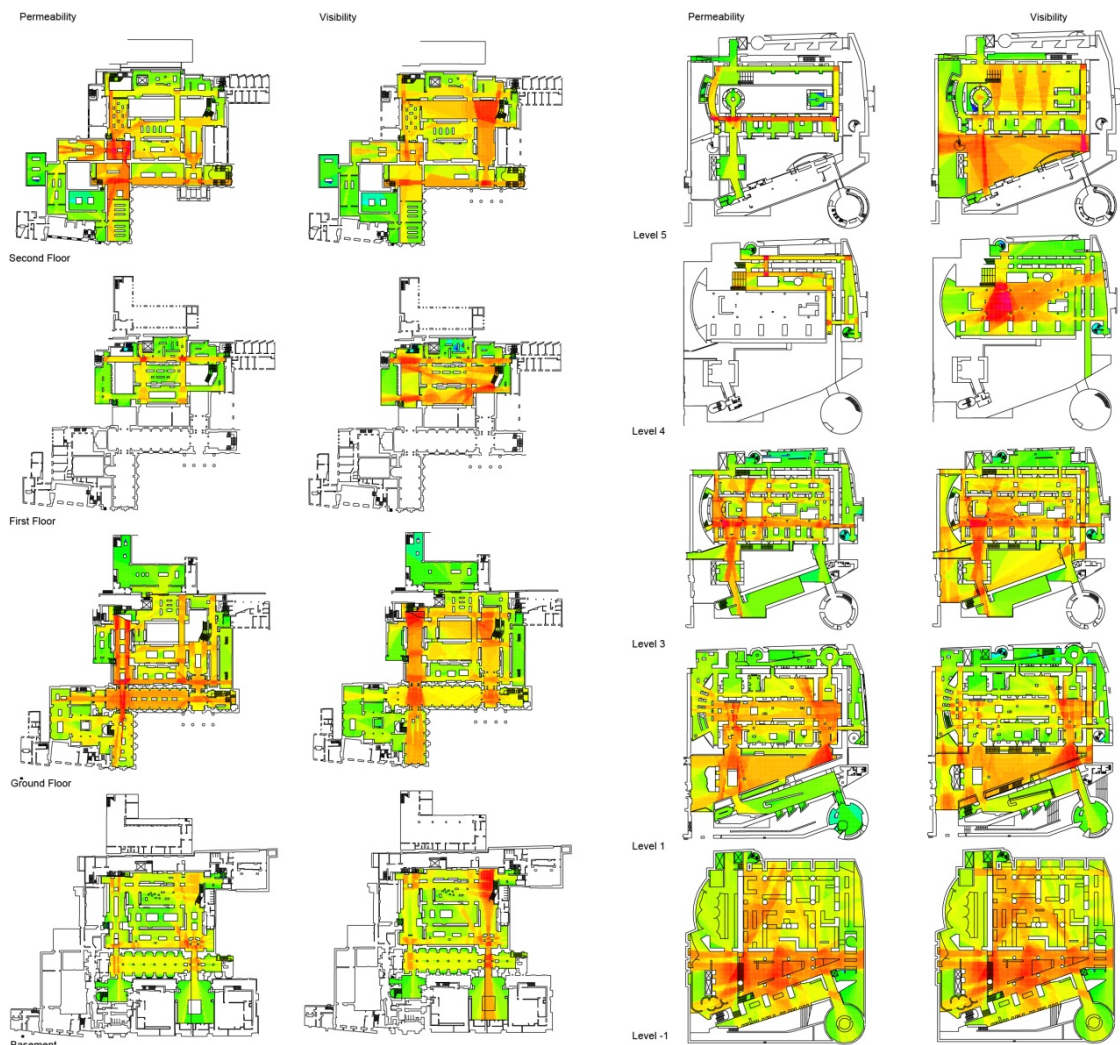 Permeability
Visibility
Second Floor
First Floor
Ground Floor
Basement
Permeability
Visibility
Level 5
Level 4
Level 3
Level 1
Level -1